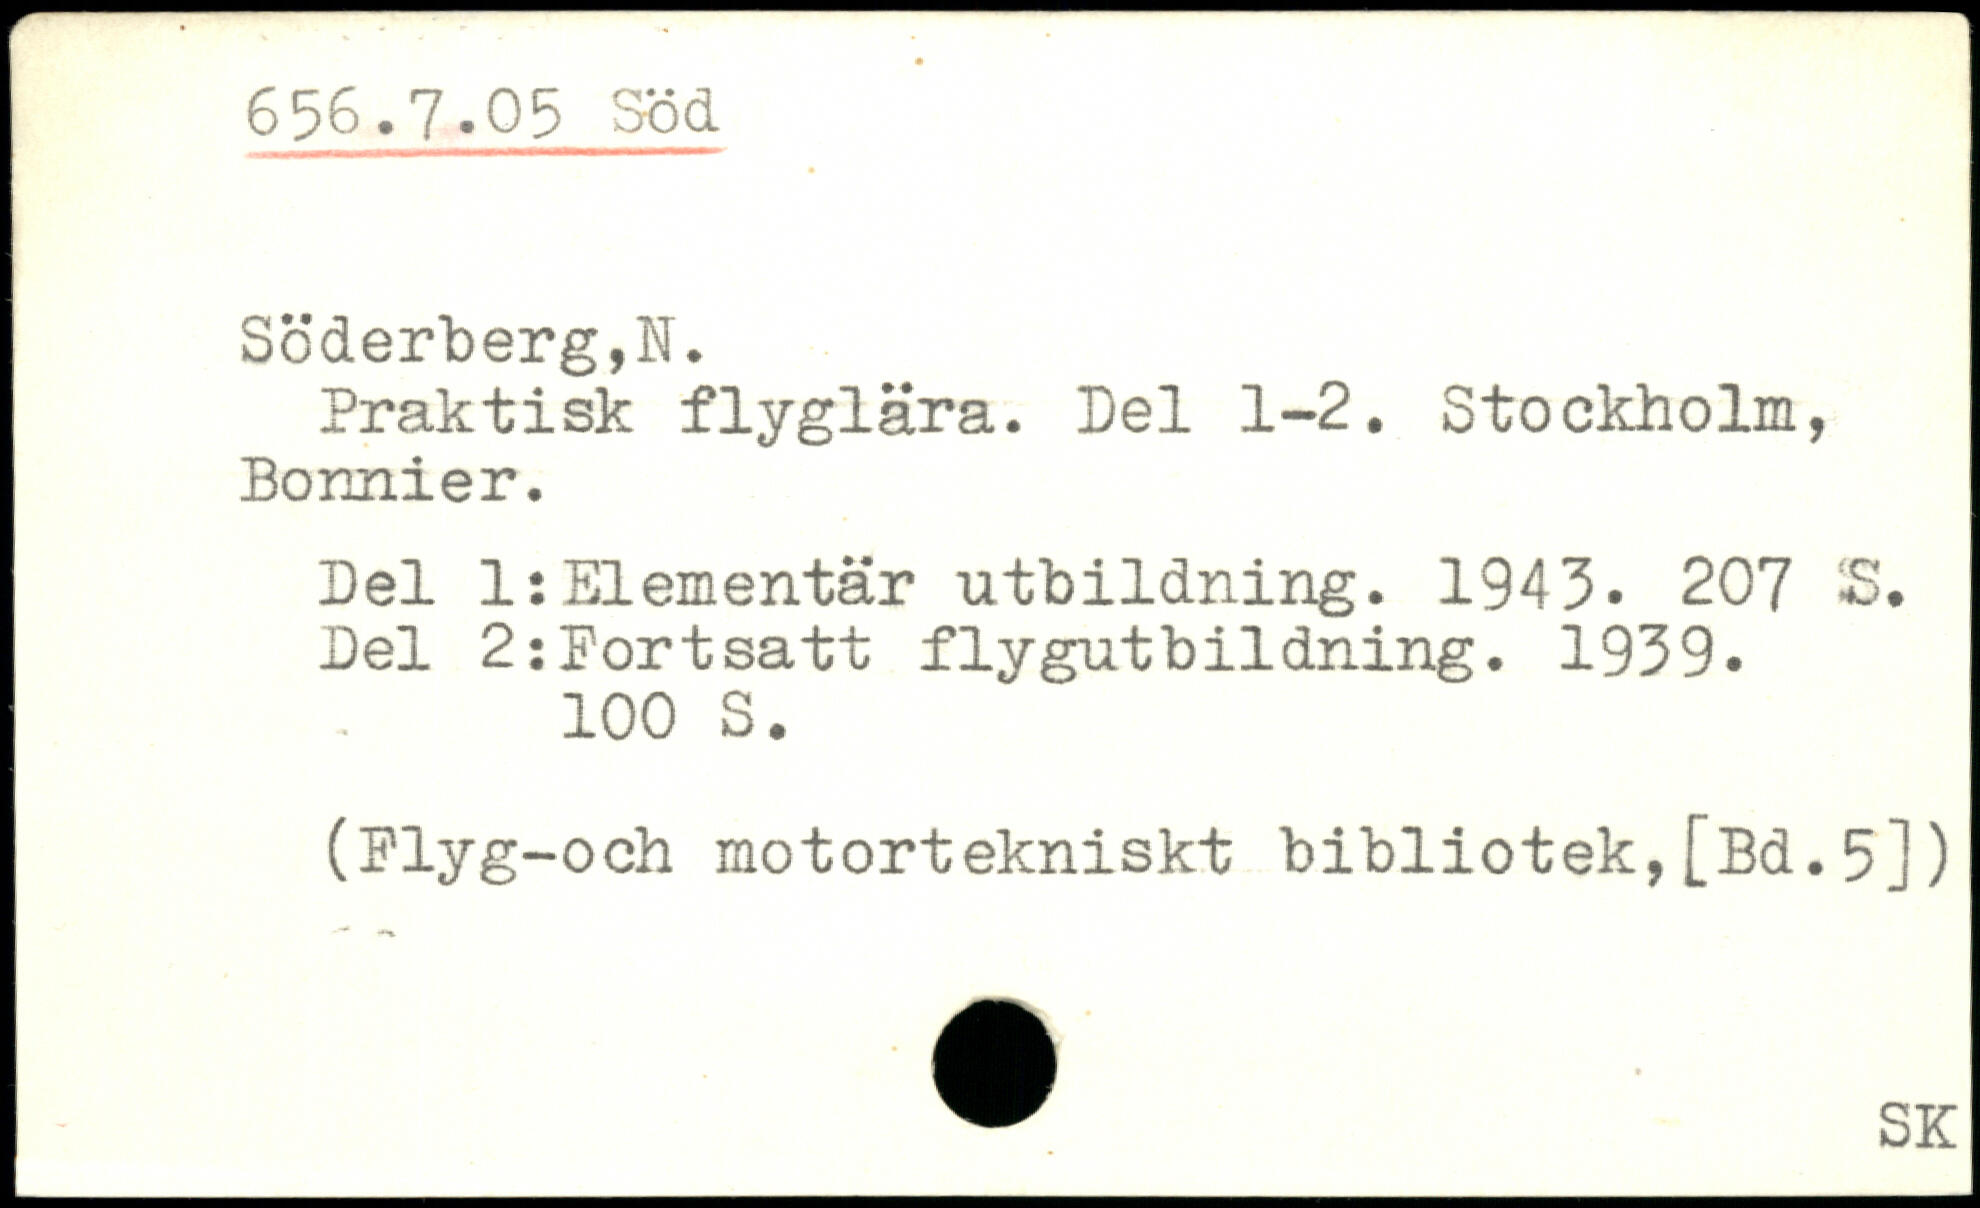 656.7.05 Söd
Söderberg,N.
Praktisk flyglära. Del 1-2. Stockholm,
Bonnier.
Del 1:Elementär utbildning. 1943. 207 S.
Del 2:Fortsatt flygutbildning. 1939.
100 S.
(Flyg-och motortekniskt bibliotek,[Bd.5])
SK